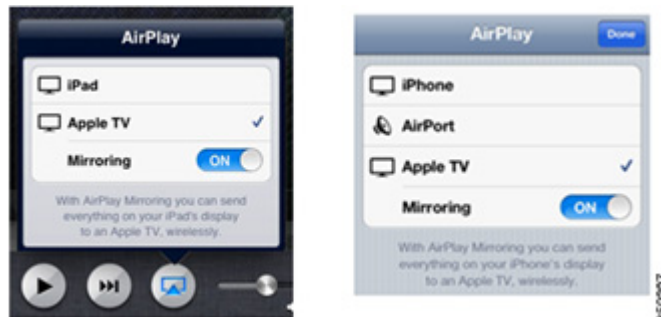 AirPlay
iPad
Apple TV
Mirroring ON
With AirPlay Mirroring you can send
everything on your iPad's display
to an Apple TV, wirelessly.
AirPlay Done
iPhone
AirPort
Apple TV
Mirroring ON
With AirPlay Mirroring you can send
everything on your iPhone's display
to an Apple TV, wirelessly.